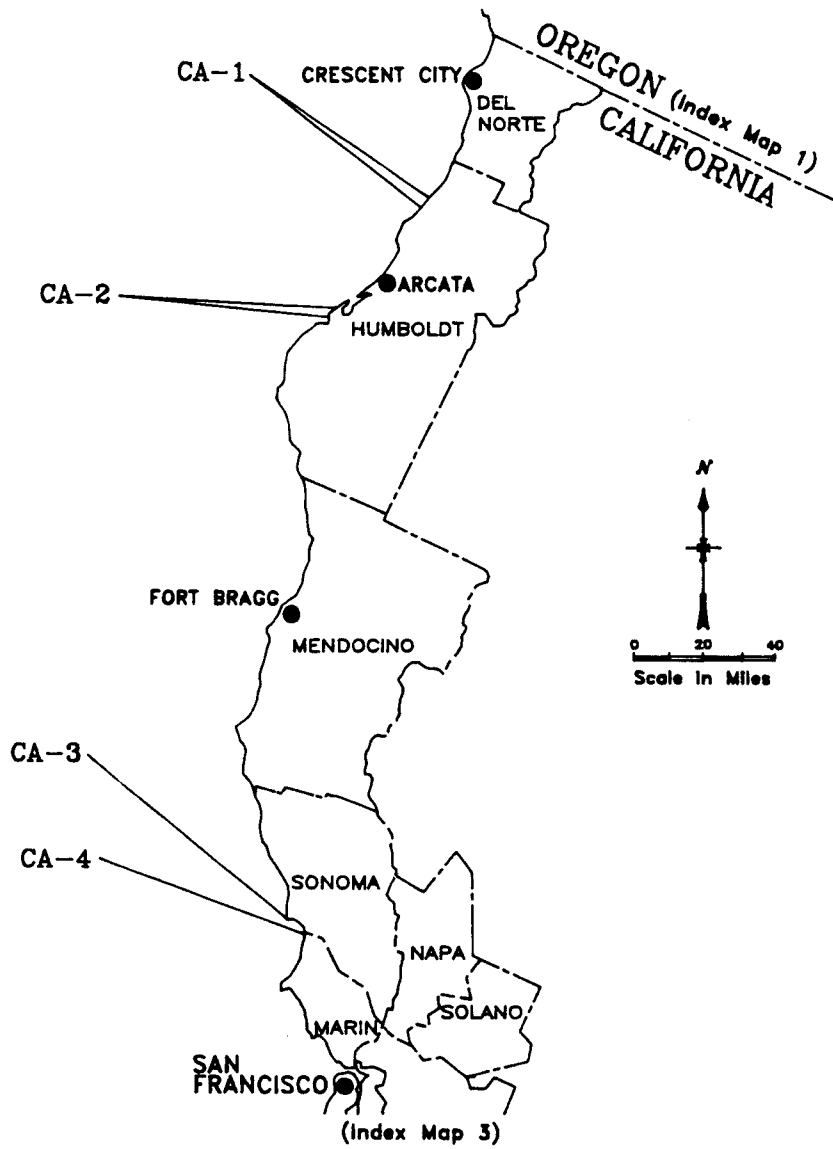 OREGON (Index Map 1)
CALIFORNIA
CA-1
CRESCENT CITY
DEL
NORTE
CA-2
ARCATA
HUMBOLDT
N
FORT BRAGG
MENDOCINO
0 20 40
Scale in Miles
CA-3
CA-4
SONOMA
NAPA
SOLANO
MARIN
SAN
FRANCISCO
(Index Map 3)